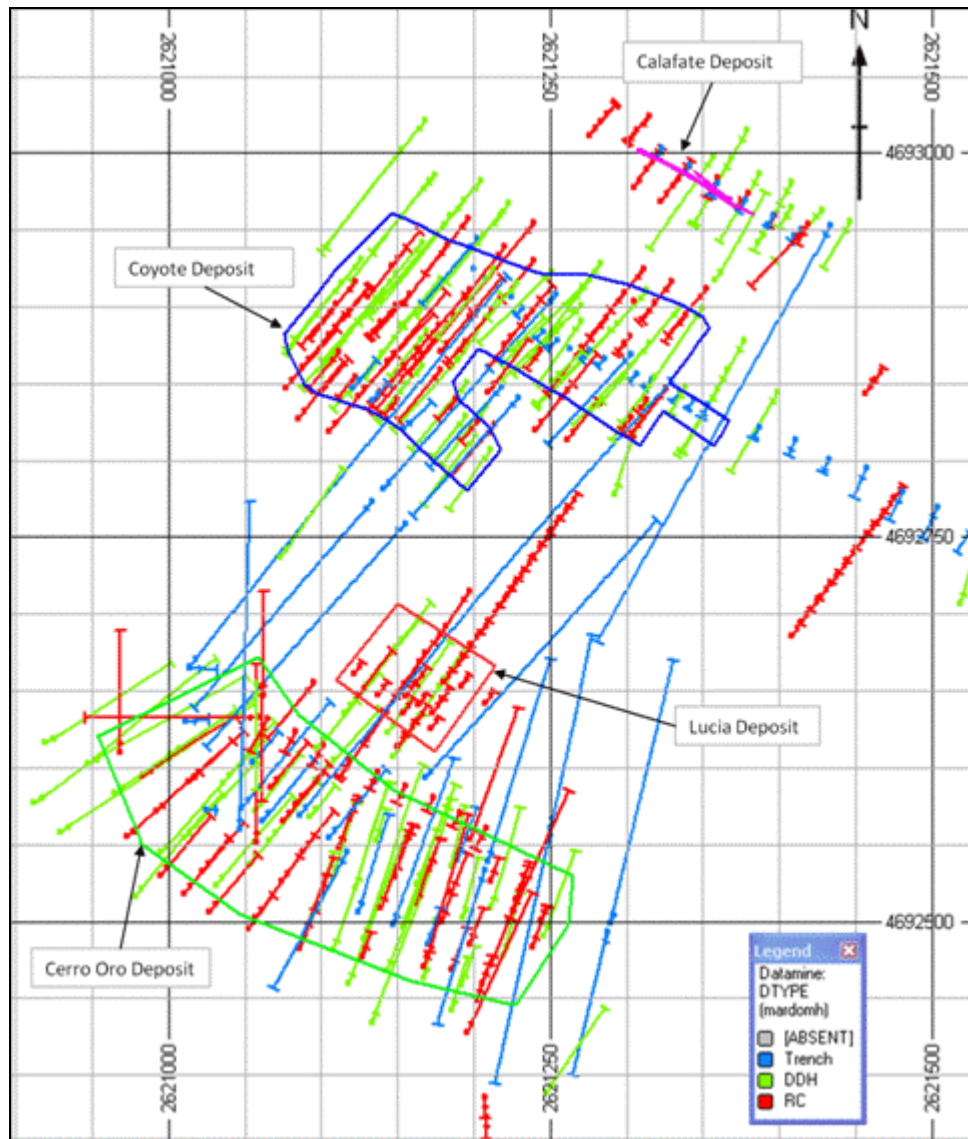 2621000
2621250
2621500
N
Calafate Deposit
4693000
Coyote Deposit
4692750
Lucia Deposit
4692500
Cerro Oro Deposit
Legend
Datamine:
DTYPE
(mardomh)
[ABSENT]
Trench
DDH
RC
2621000
2621250
2621500